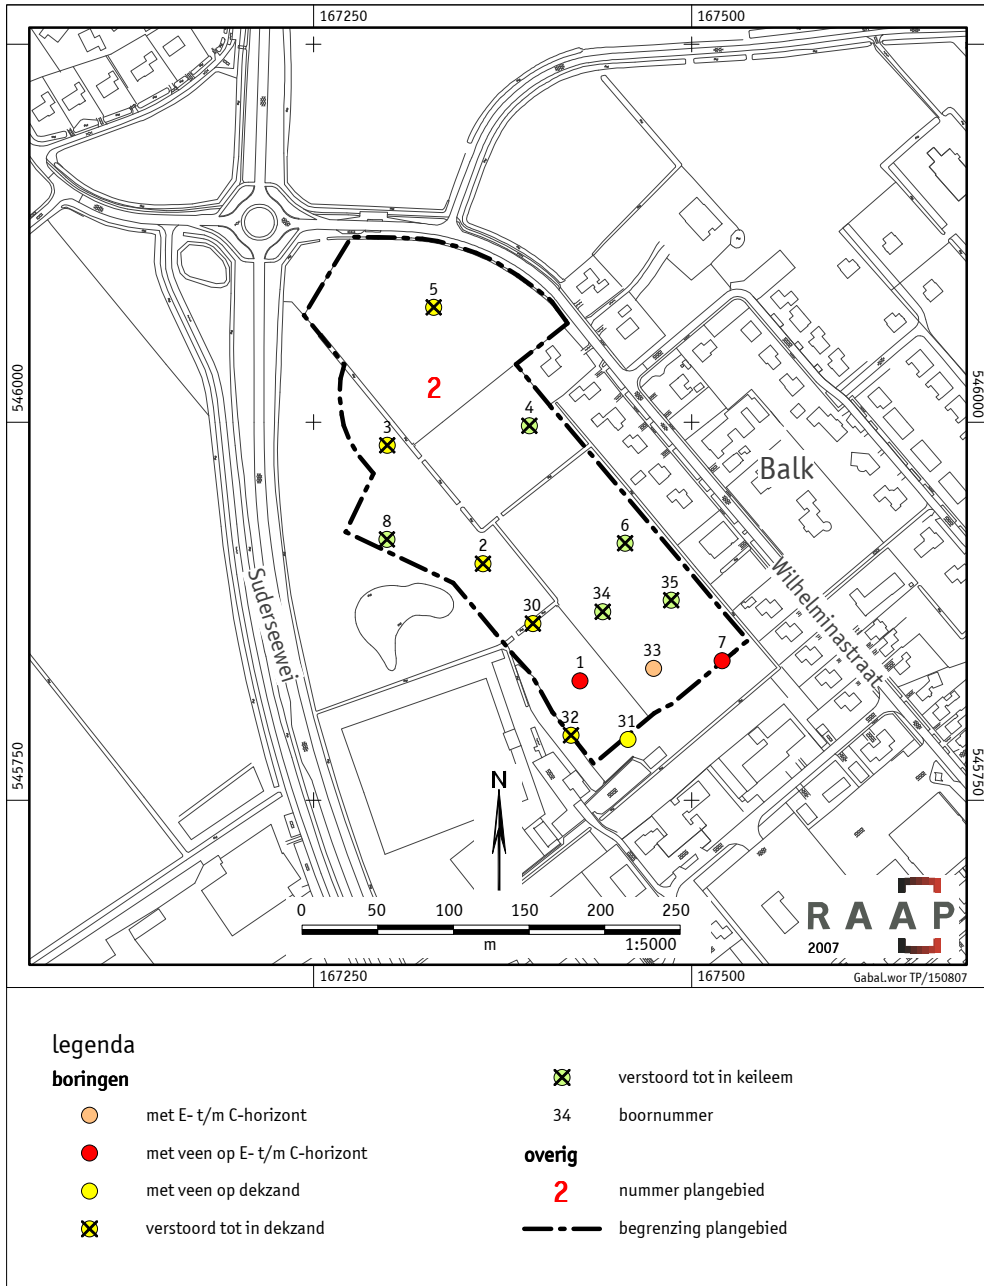 167250
167500
546000
546000
5
2
4
3
Balk
8
2
6
35
34
30
Suderseewei
Wilhelminastraat
33
7
1
32
31
545750
545750
N
0 50 100 150 200 250
m 1:5000
RAAP
2007
167250
167500
Gabal.wor TP/150807
legenda
boringen
met E- t/m C-horizont
met veen op E- t/m C-horizont
met veen op dekzand
verstoord tot in dekzand
verstoord tot in keileem
34 boornummer
overig
2 nummer plangebied
begrenzing plangebied